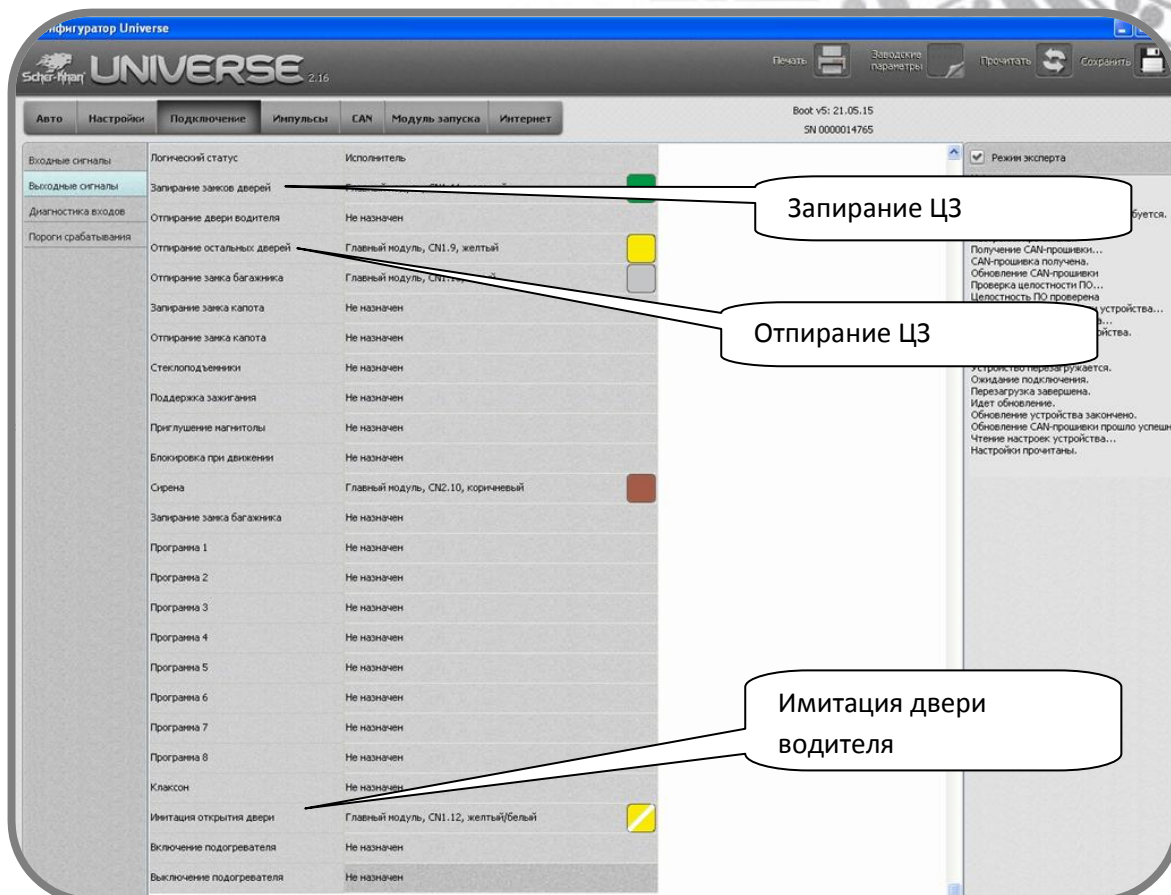 нфигуратор Universe
Scher-Khan UNIVERSE 2.16
Печать
Заводские параметры
Прочитать
Сохранить
Авто Настройки Подключение Импульсы CAN Модуль запуска Интернет
Boot v5: 21.05.15
SN 0000014765
Входные сигналы
Выходные сигналы
Диагностика входов
Пороги срабатывания
Логический статус Исполнитель
Запирание замков дверей
Отпирание двери водителя Не назначен
Отпирание остальных дверей Главный модуль, CN1.9, желтый
Отпирание замка багажника Главный модуль,
Запирание замка капота Не назначен
Отпирание замка капота Не назначен
Стеклоподъемники Не назначен
Поддержка зажигания Не назначен
Приглушение магнитолы Не назначен
Блокировка при движении Не назначен
Сирена Главный модуль, CN2.10, коричневый
Запирание замка багажника Не назначен
Программа 1 Не назначен
Программа 2 Не назначен
Программа 3 Не назначен
Программа 4 Не назначен
Программа 5 Не назначен
Программа 6 Не назначен
Программа 7 Не назначен
Программа 8 Не назначен
Клаксон Не назначен
Имитация открытия двери Главный модуль, CN1.12, желтый/белый
Включение подогревателя Не назначен
Выключение подогревателя Не назначен
Запирание ЦЗ
Отпирание ЦЗ
Имитация двери
водителя
Режим эксперта
буется.
Получение CAN-прошивки...
CAN-прошивка получена.
Обновление CAN-прошивки
Проверка целостности ПО...
Целостность ПО проверена
устройства...
ойства.
Устройство перезагружается.
Ожидание подключения.
Перезагрузка завершена.
Идет обновление.
Обновление устройства закончено.
Обновление CAN-прошивки прошло успешн
Чтение настроек устройства...
Настройки прочитаны.